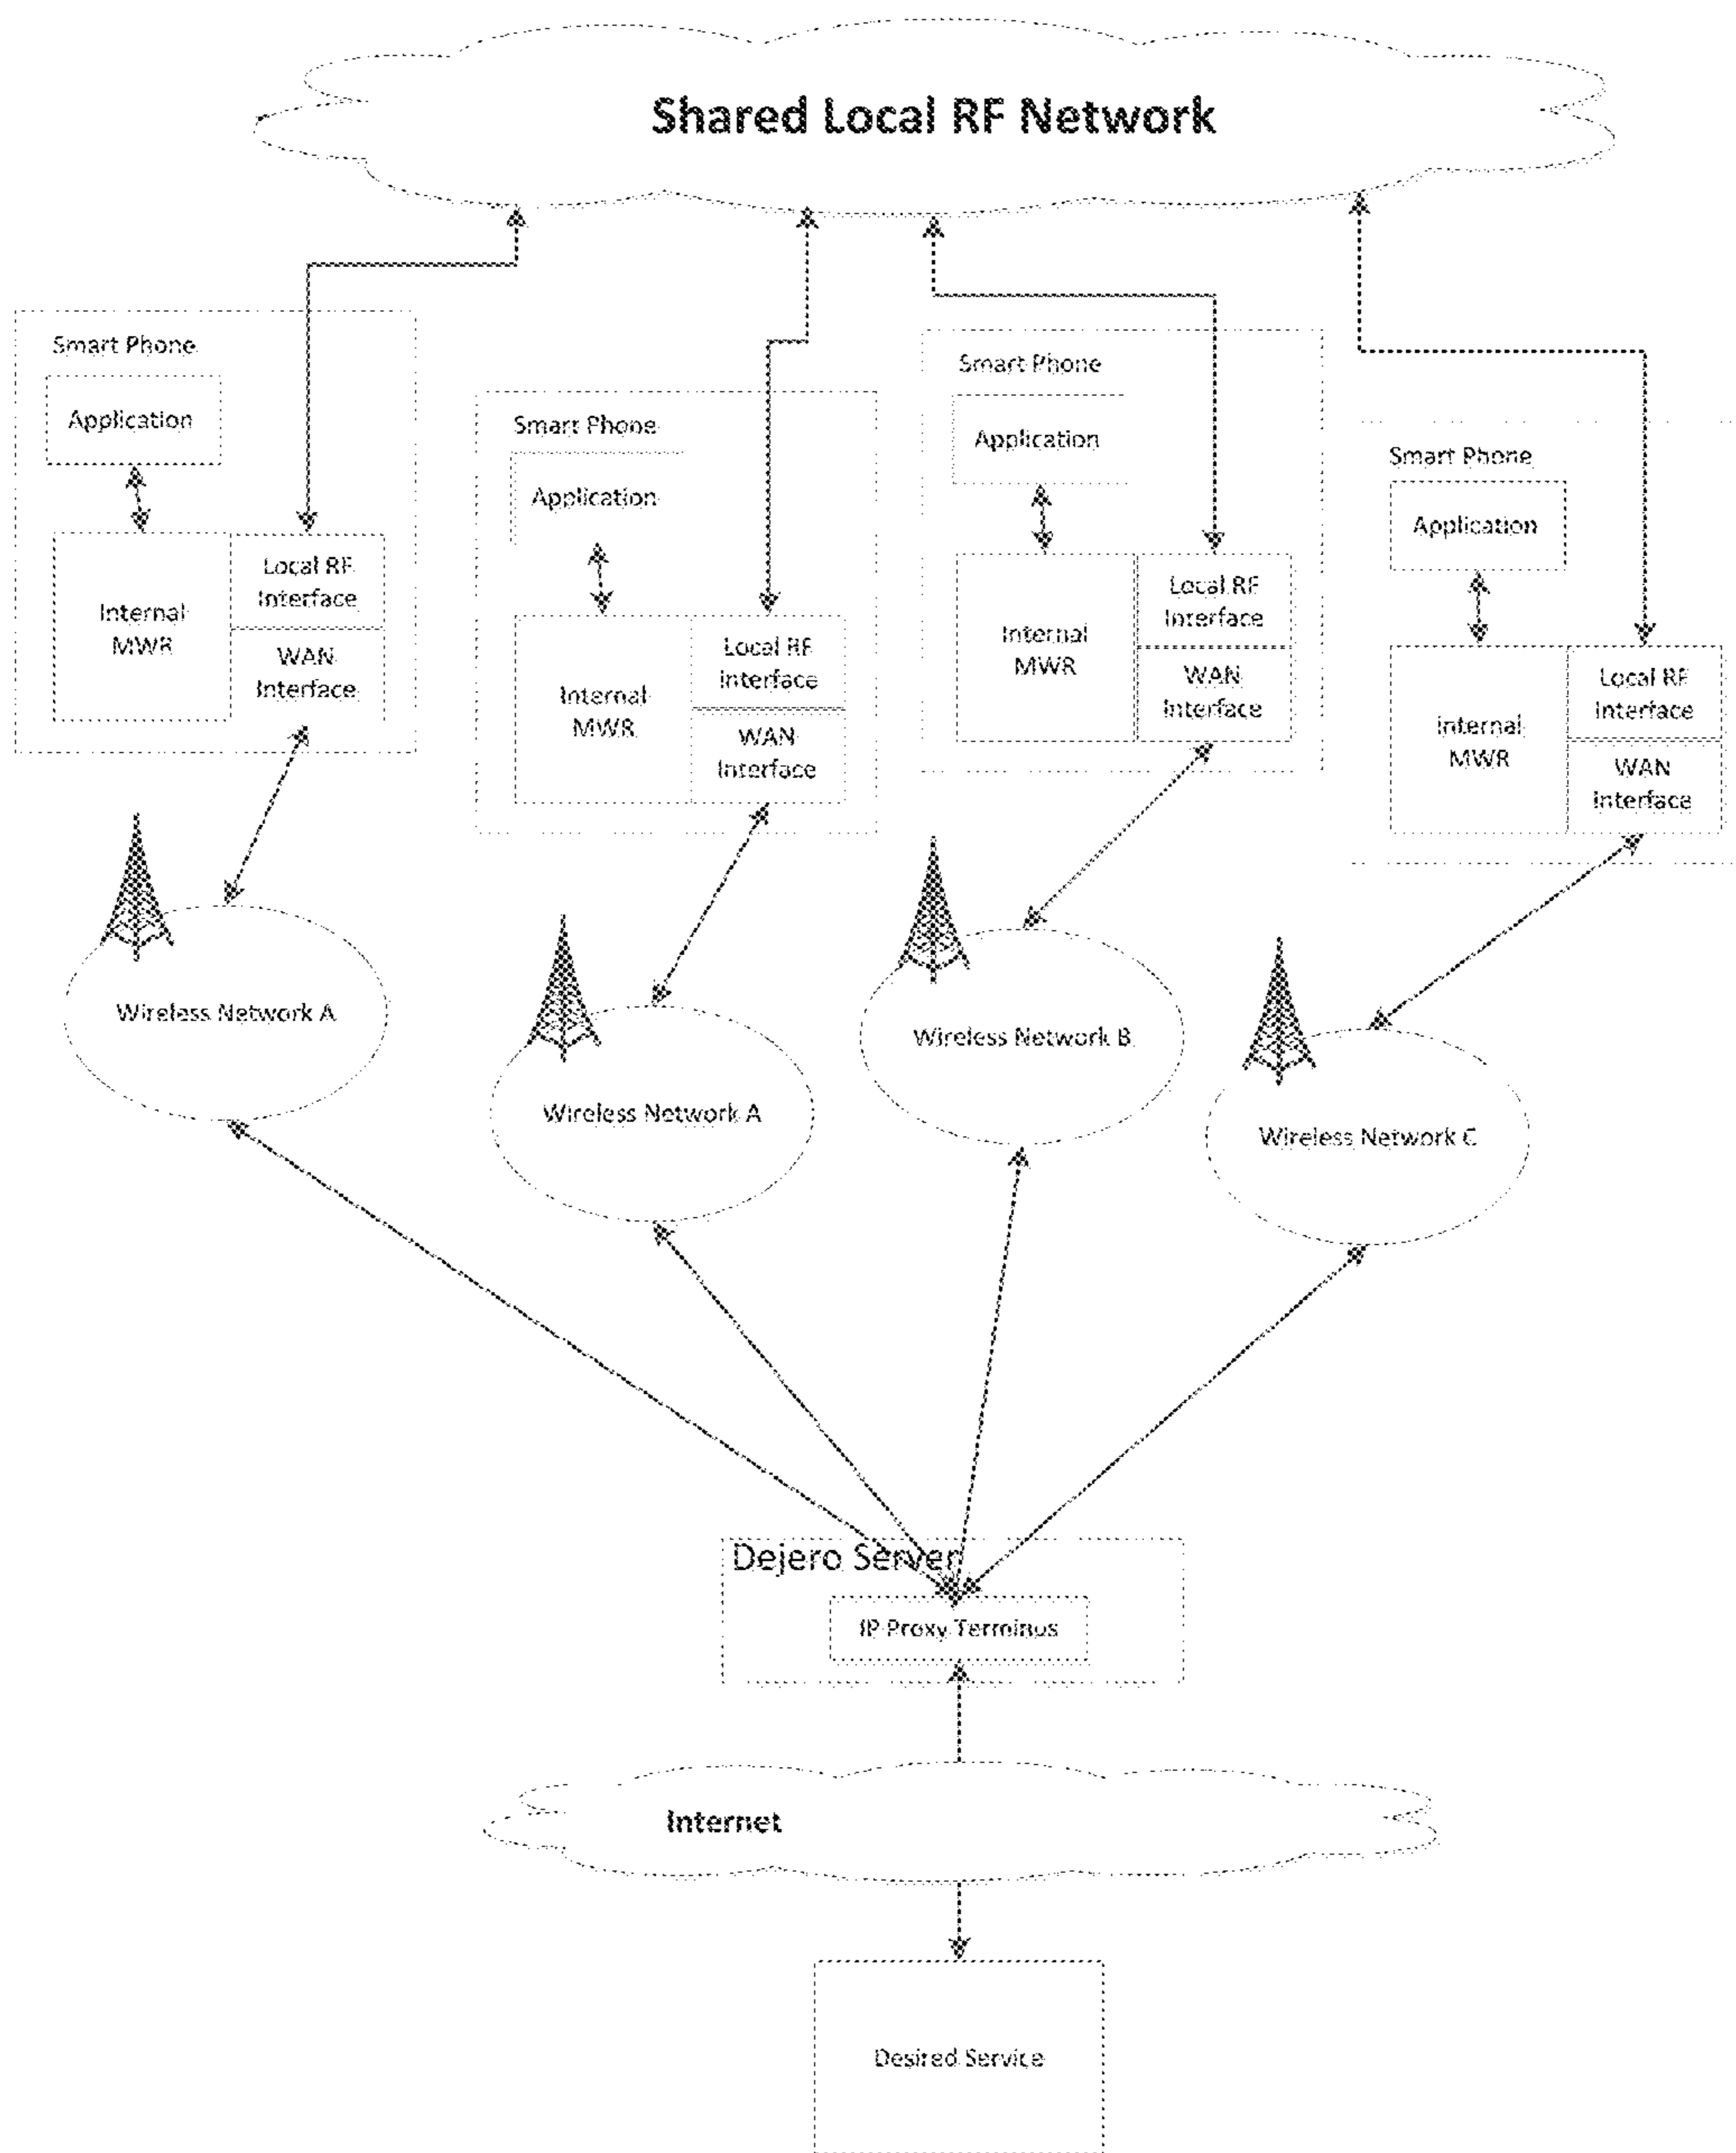 Shared Local RF Network
Smart Phone
Application
Internal
MWR
Local RF
Interface
WAN
Interface
Smart Phone
Application
Internal
MWR
Local RF
Interface
WAN
Interface
Smart Phone
Application
Internal
MWR
Local RF
Interface
WAN
Interface
Smart Phone
Application
Internal
MWR
Local RF
Interface
WAN
Interface
Wireless Network A
Wireless Network A
Wireless Network B
Wireless Network C
Dejero Server
IP Proxy Terminus
Internet
Desired Service